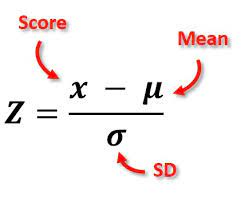 Score
Mean
Z = x − μ
σ
SD